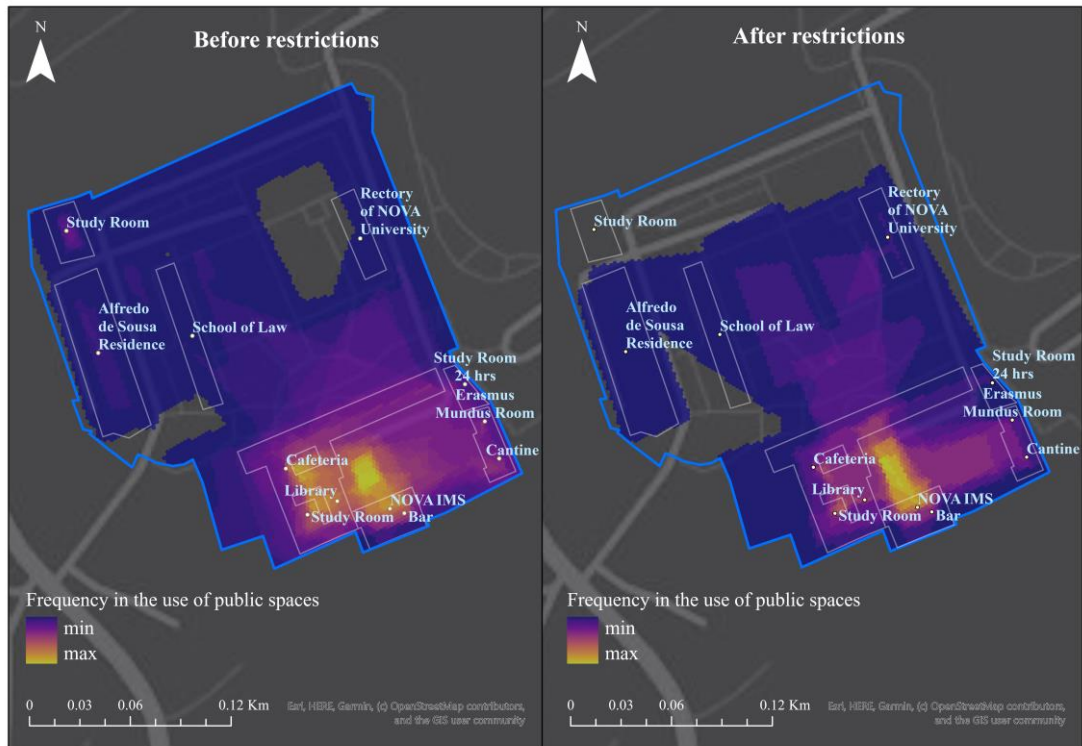 N
Before restrictions
Study Room
Rectory
of NOVA
University
Alfredo
de Sousa
Residence
School of Law
Study Room
24 hrs
Erasmus
Mundus Room
Cantine
Cafeteria
Library
NOVA IMS
Study Room
Bar
Frequency in the use of public spaces
min
max
0 0.03 0.06 0.12 Km
Esri, HERE, Garmin, (c) OpenStreetMap contributors,
and the GIS user community
N
After restrictions
Study Room
Rectory
of NOVA
University
Alfredo
de Sousa
Residence
School of Law
Study Room
24 hrs
Erasmus
Mundus Room
Cantine
Cafeteria
Library
NOVA IMS
Study Room
Bar
Frequency in the use of public spaces
min
max
0 0.03 0.06 0.12 Km
Esri, HERE, Garmin, (c) OpenStreetMap contributors,
and the GIS user community